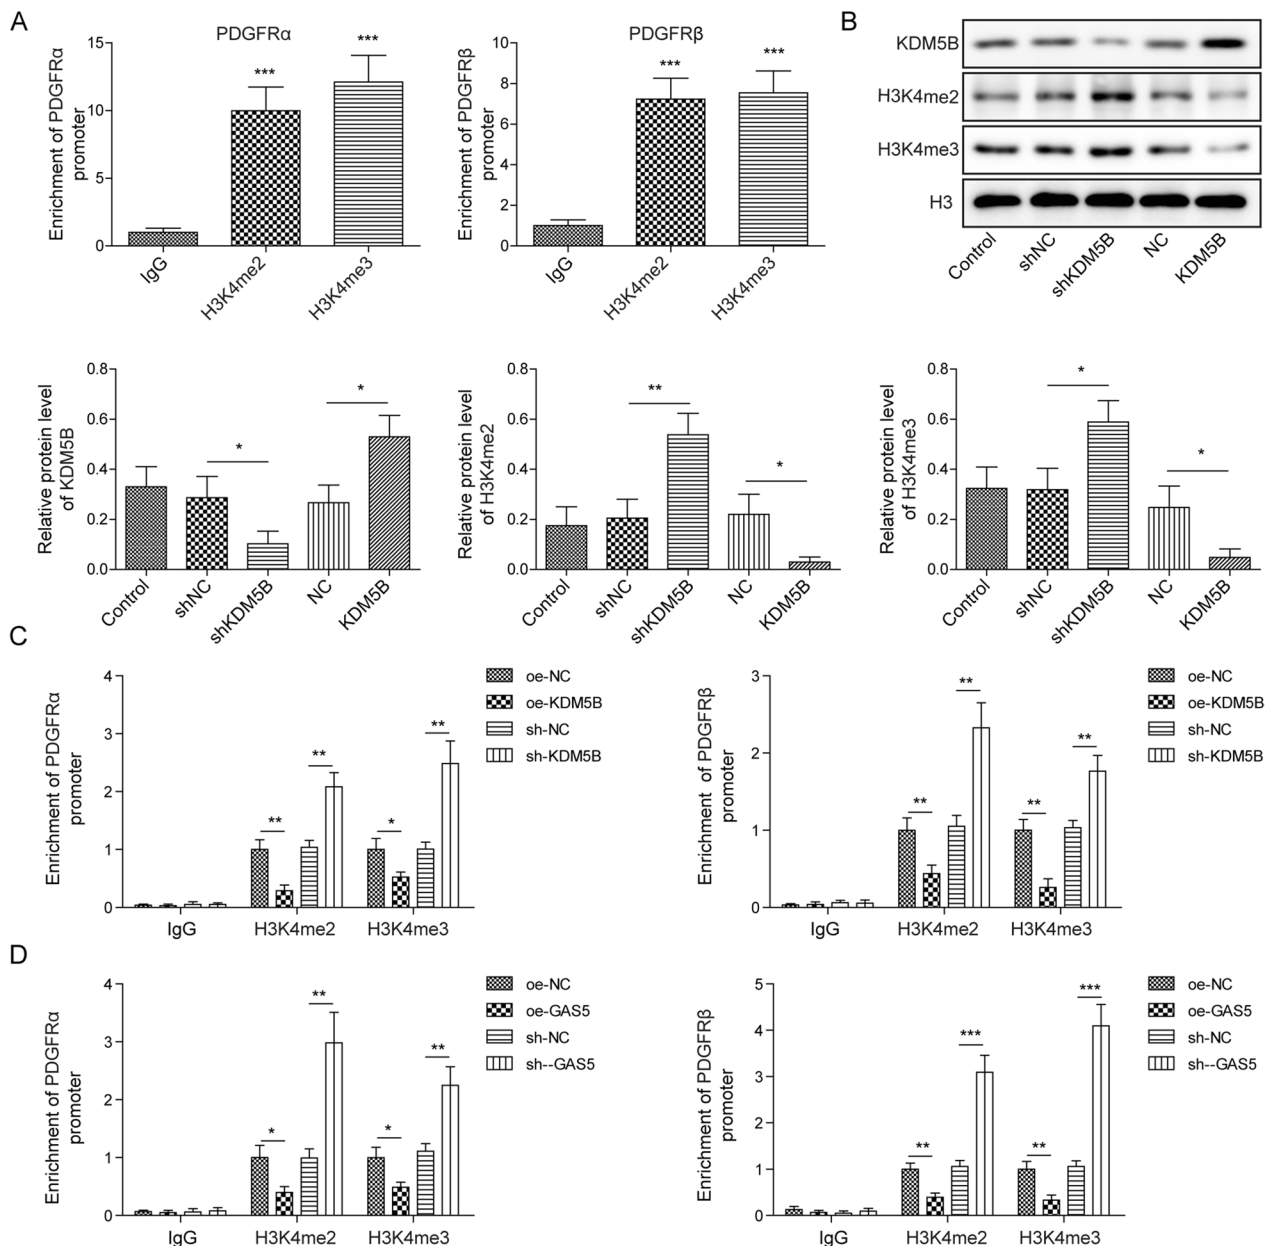 A
PDGFRα
Enrichment of PDGFRα
promoter
15
10
5
0
***
***
IgG
H3K4me2
H3K4me3
PDGFRβ
Enrichment of PDGFRβ
promoter
10
8
6
4
2
0
***
***
IgG
H3K4me2
H3K4me3
B
KDM5B
H3K4me2
H3K4me3
H3
Control
shNC
shKDM5B
NC
KDM5B
Relative protein level
of KDM5B
0.8
0.6
0.4
0.2
0.0
*
*
Control
shNC
shKDM5B
NC
KDM5B
Relative protein level
of H3K4me2
0.8
0.6
0.4
0.2
0.0
**
*
Control
shNC
shKDM5B
NC
KDM5B
Relative protein level
of H3K4me3
0.8
0.6
0.4
0.2
0.0
*
*
Control
shNC
shKDM5B
NC
KDM5B
C
Enrichment of PDGFRα
promoter
4
3
2
1
0
**
**
*
**
IgG
H3K4me2
H3K4me3
oe-NC
oe-KDM5B
sh-NC
sh-KDM5B
Enrichment of PDGFRβ
promoter
3
2
1
0
**
**
**
**
IgG
H3K4me2
H3K4me3
oe-NC
oe-KDM5B
sh-NC
sh-KDM5B
D
Enrichment of PDGFRα
promoter
4
3
2
1
0
*
**
*
**
IgG
H3K4me2
H3K4me3
oe-NC
oe-GAS5
sh-NC
sh--GAS5
Enrichment of PDGFRβ
promoter
5
4
3
2
1
0
**
***
**
***
IgG
H3K4me2
H3K4me3
oe-NC
oe-GAS5
sh-NC
sh--GAS5